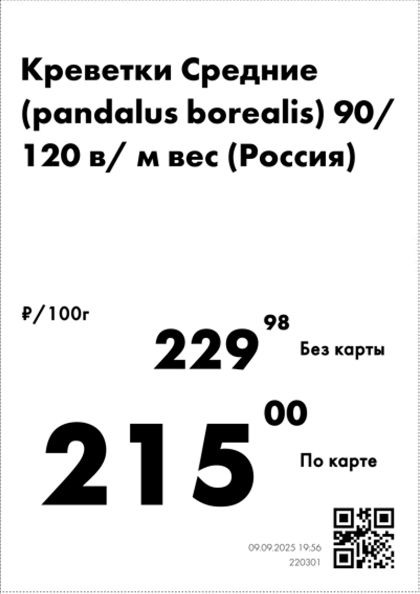 Креветки Средние
(pandalus borealis) 90/
120 в/ м вес (Россия)
₽/100г
229 98 Без карты
215 00 По карте
09.09.2025 19:56
220301